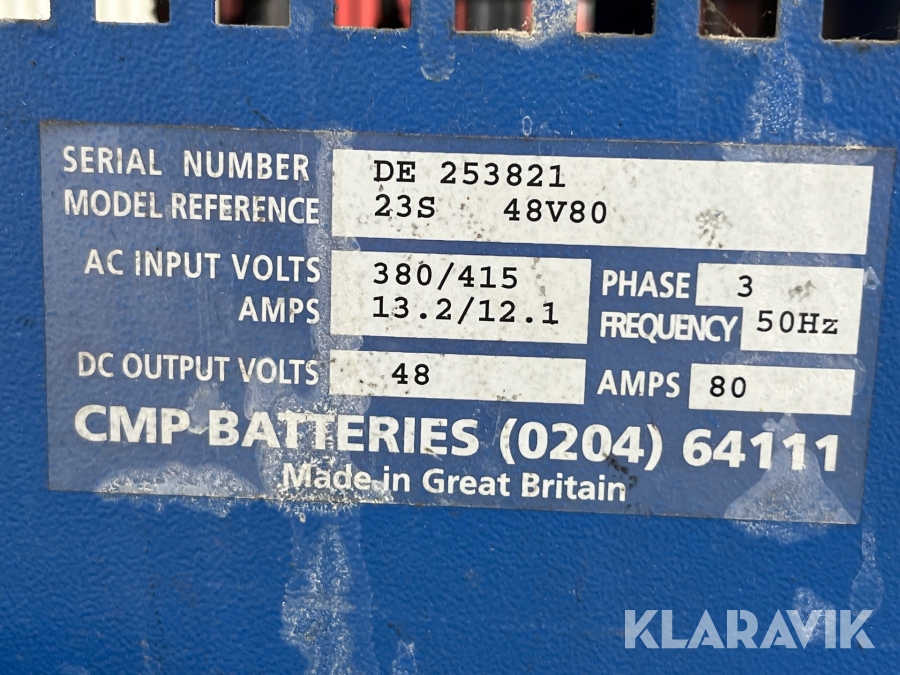 SERIAL NUMBER DE 253821
MODEL REFERENCE 23S 48V80
AC INPUT VOLTS 380/415 PHASE 3
AMPS 13.2/12.1 FREQUENCY 50Hz
DC OUTPUT VOLTS 48 AMPS 80
CMP-BATTERIES (0204) 64111
Made in Great Britain
KLARAVIK